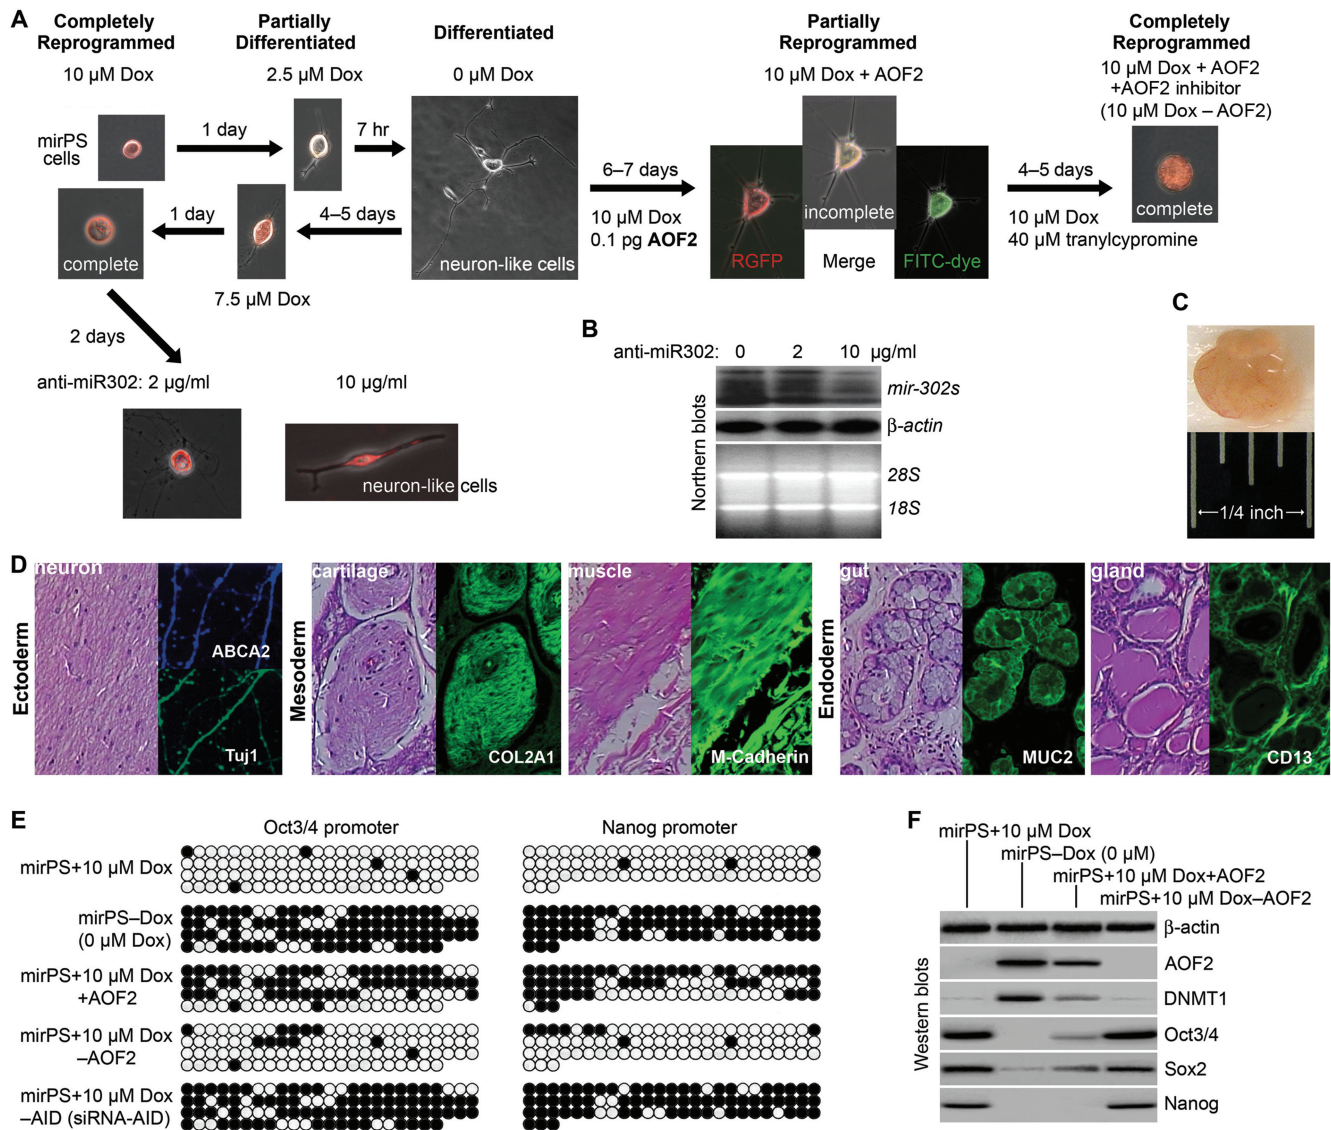 A
Completely
Reprogrammed
10 µM Dox
Partially
Differentiated
2.5 µM Dox
Differentiated
0 µM Dox
Partially
Reprogrammed
10 µM Dox + AOF2
Completely
Reprogrammed
10 µM Dox + AOF2
+AOF2 inhibitor
(10 µM Dox – AOF2)
mirPS
cells
1 day
7 hr
6–7 days
10 µM Dox
0.1 pg AOF2
incomplete
RGFP
Merge
FITC-dye
4–5 days
10 µM Dox
40 µM tranylcypromine
complete
complete
1 day
4–5 days
neuron-like cells
7.5 µM Dox
2 days
anti-miR302: 2 µg/ml
10 µg/ml
neuron-like cells
B
anti-miR302: 0 2 10 µg/ml
Northern blots
mir-302s
β-actin
28S
18S
C
1/4 inch
D
Ectoderm
neuron
ABCA2
Tuj1
Mesoderm
cartilage
COL2A1
muscle
M-Cadherin
Endoderm
gut
MUC2
gland
CD13
E
Oct3/4 promoter
Nanog promoter
mirPS+10 µM Dox
mirPS–Dox
(0 µM Dox)
mirPS+10 µM Dox
+AOF2
mirPS+10 µM Dox
–AOF2
mirPS+10 µM Dox
–AID (siRNA-AID)
F
mirPS+10 µM Dox
mirPS–Dox (0 µM)
mirPS+10 µM Dox+AOF2
mirPS+10 µM Dox–AOF2
Western blots
β-actin
AOF2
DNMT1
Oct3/4
Sox2
Nanog